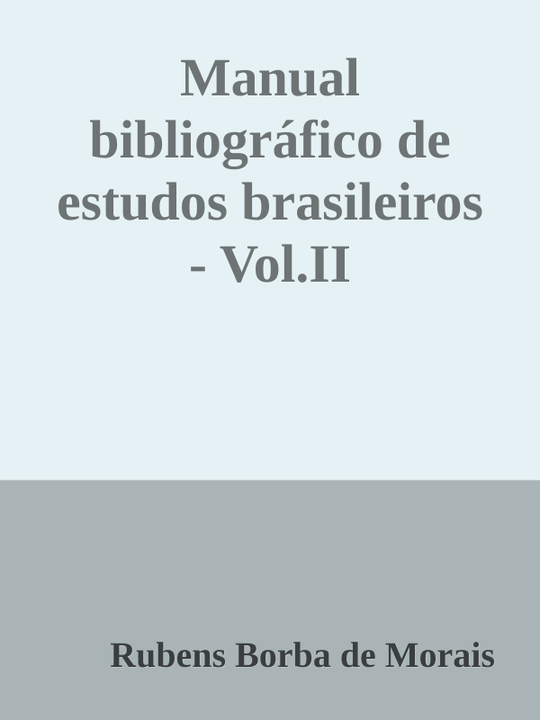 Manual
bibliográfico de
estudos brasileiros
- Vol.II
Rubens Borba de Morais